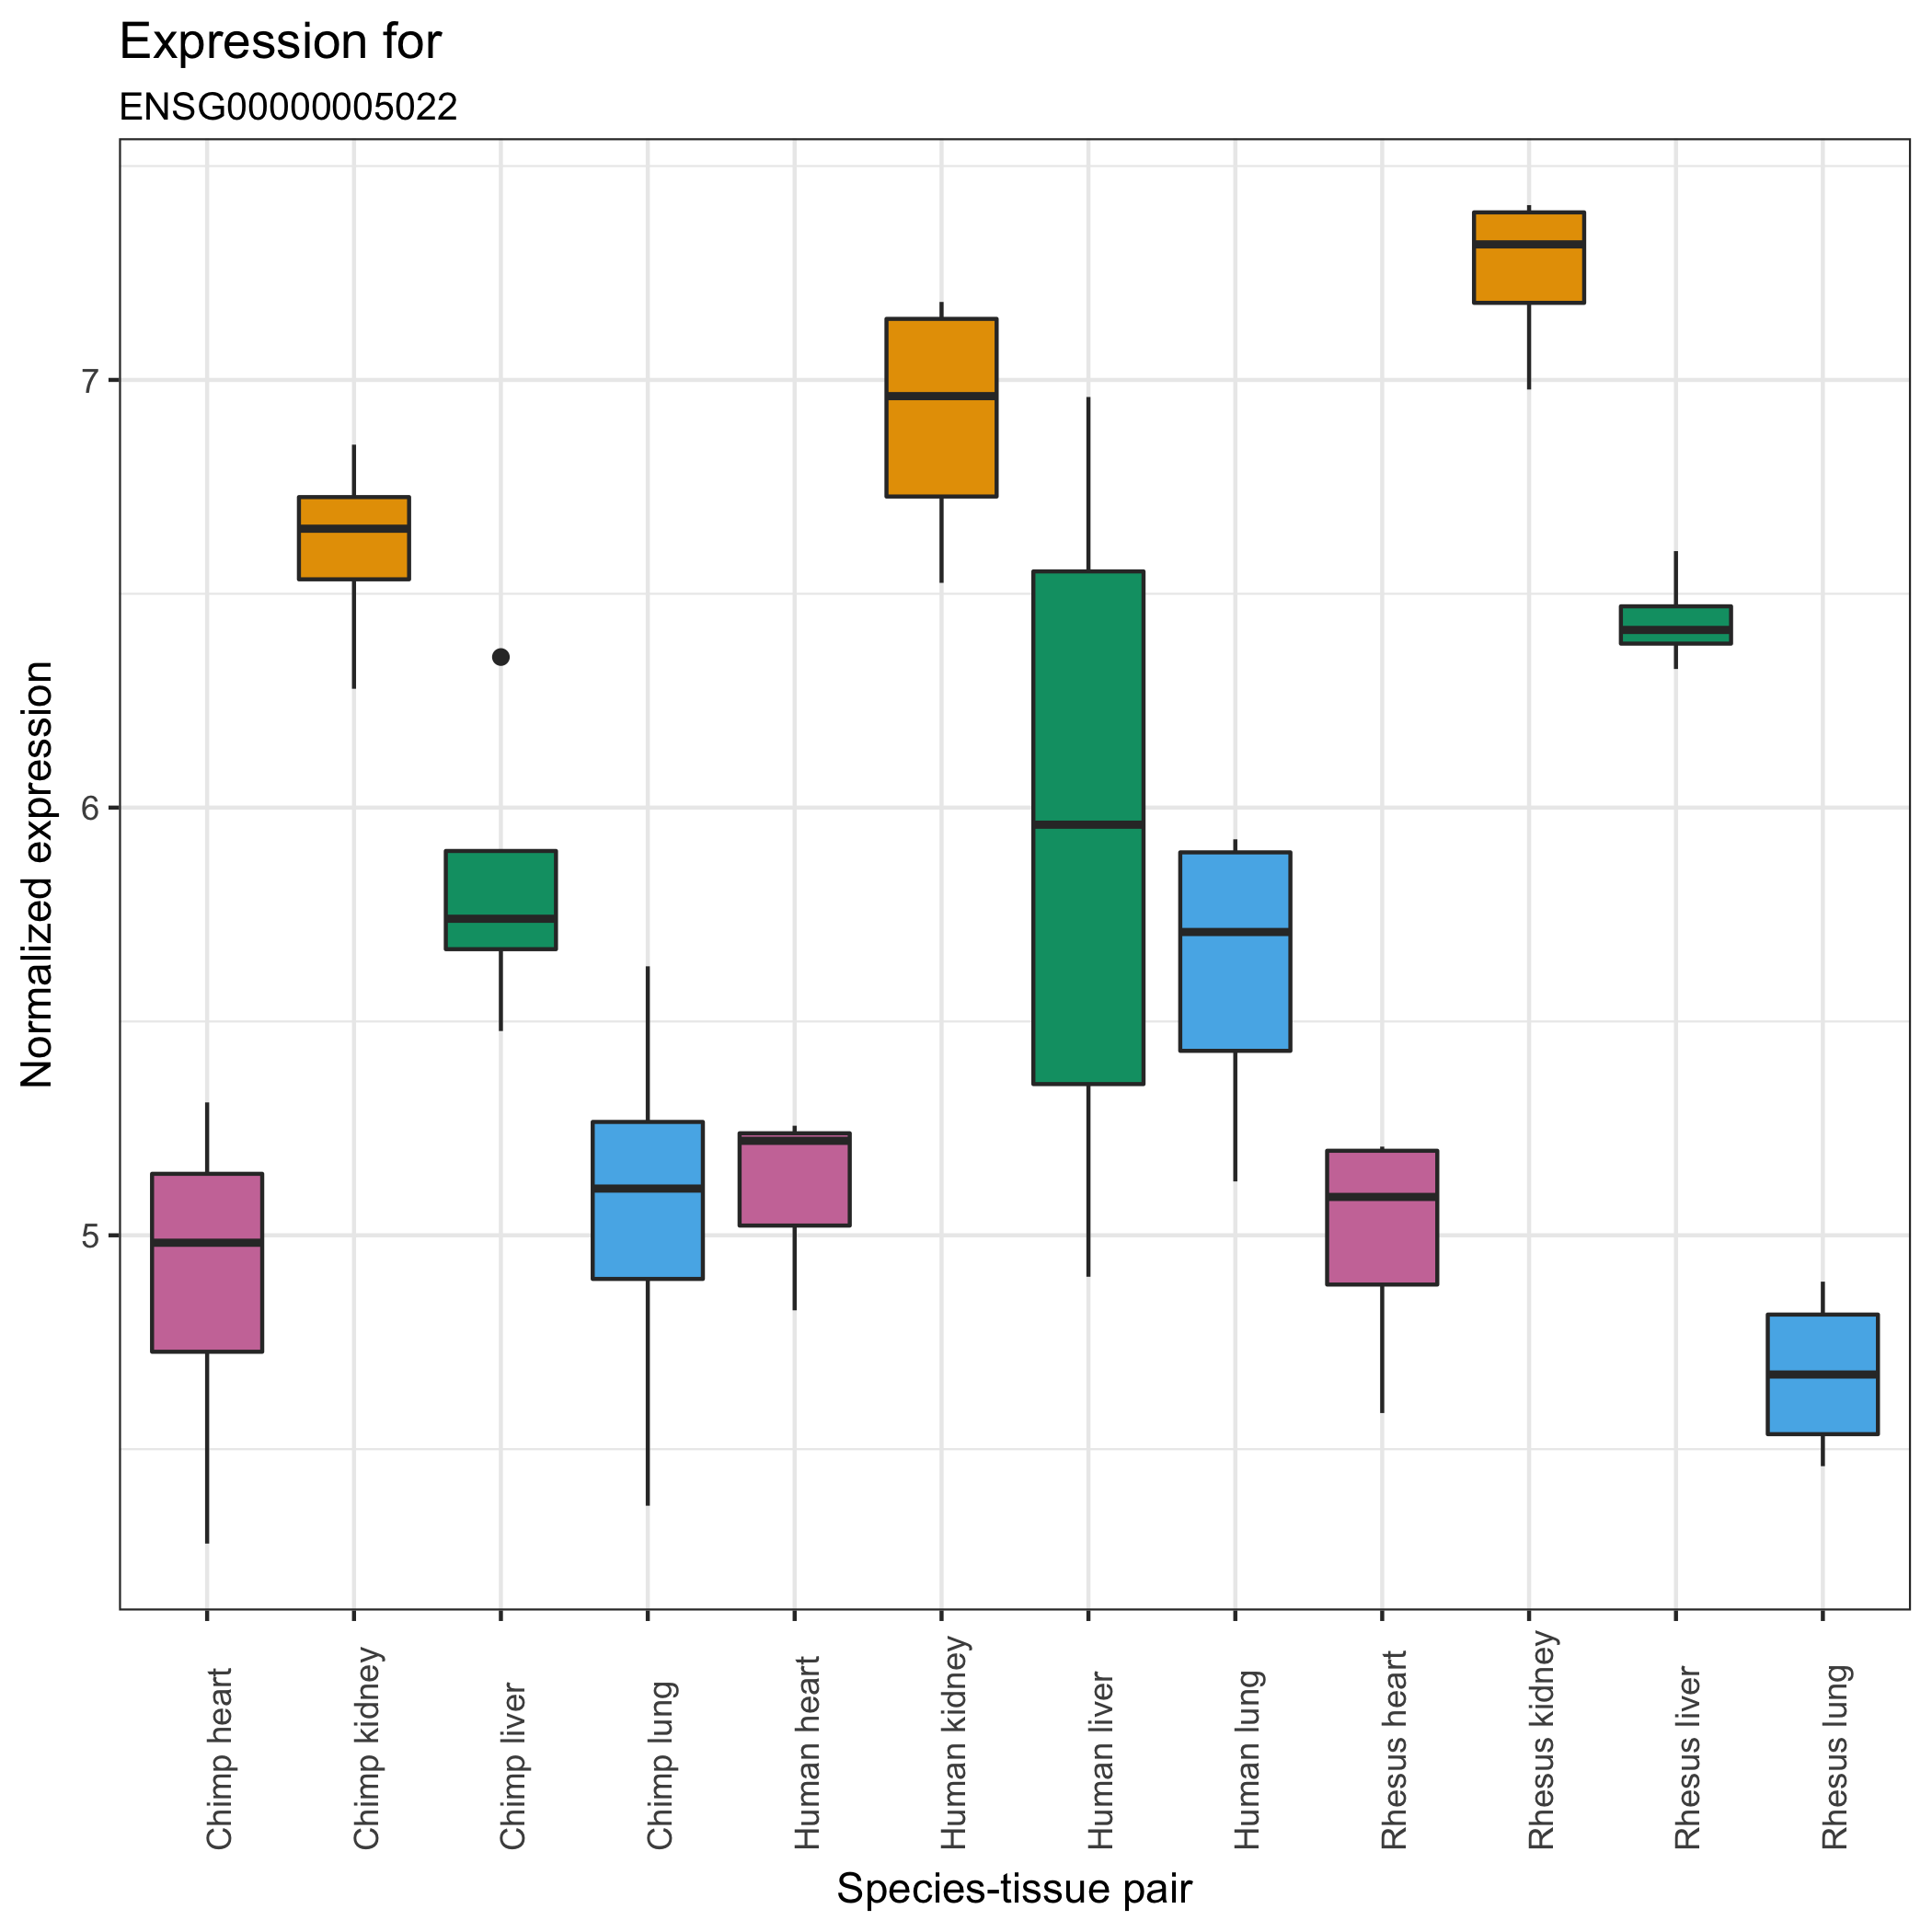 Expression for
ENSG00000005022
Normalized expression
7
6
5
Chimp heart
Chimp kidney
Chimp liver
Chimp lung
Human heart
Human kidney
Human liver
Human lung
Rhesus heart
Rhesus kidney
Rhesus liver
Rhesus lung
Species-tissue pair